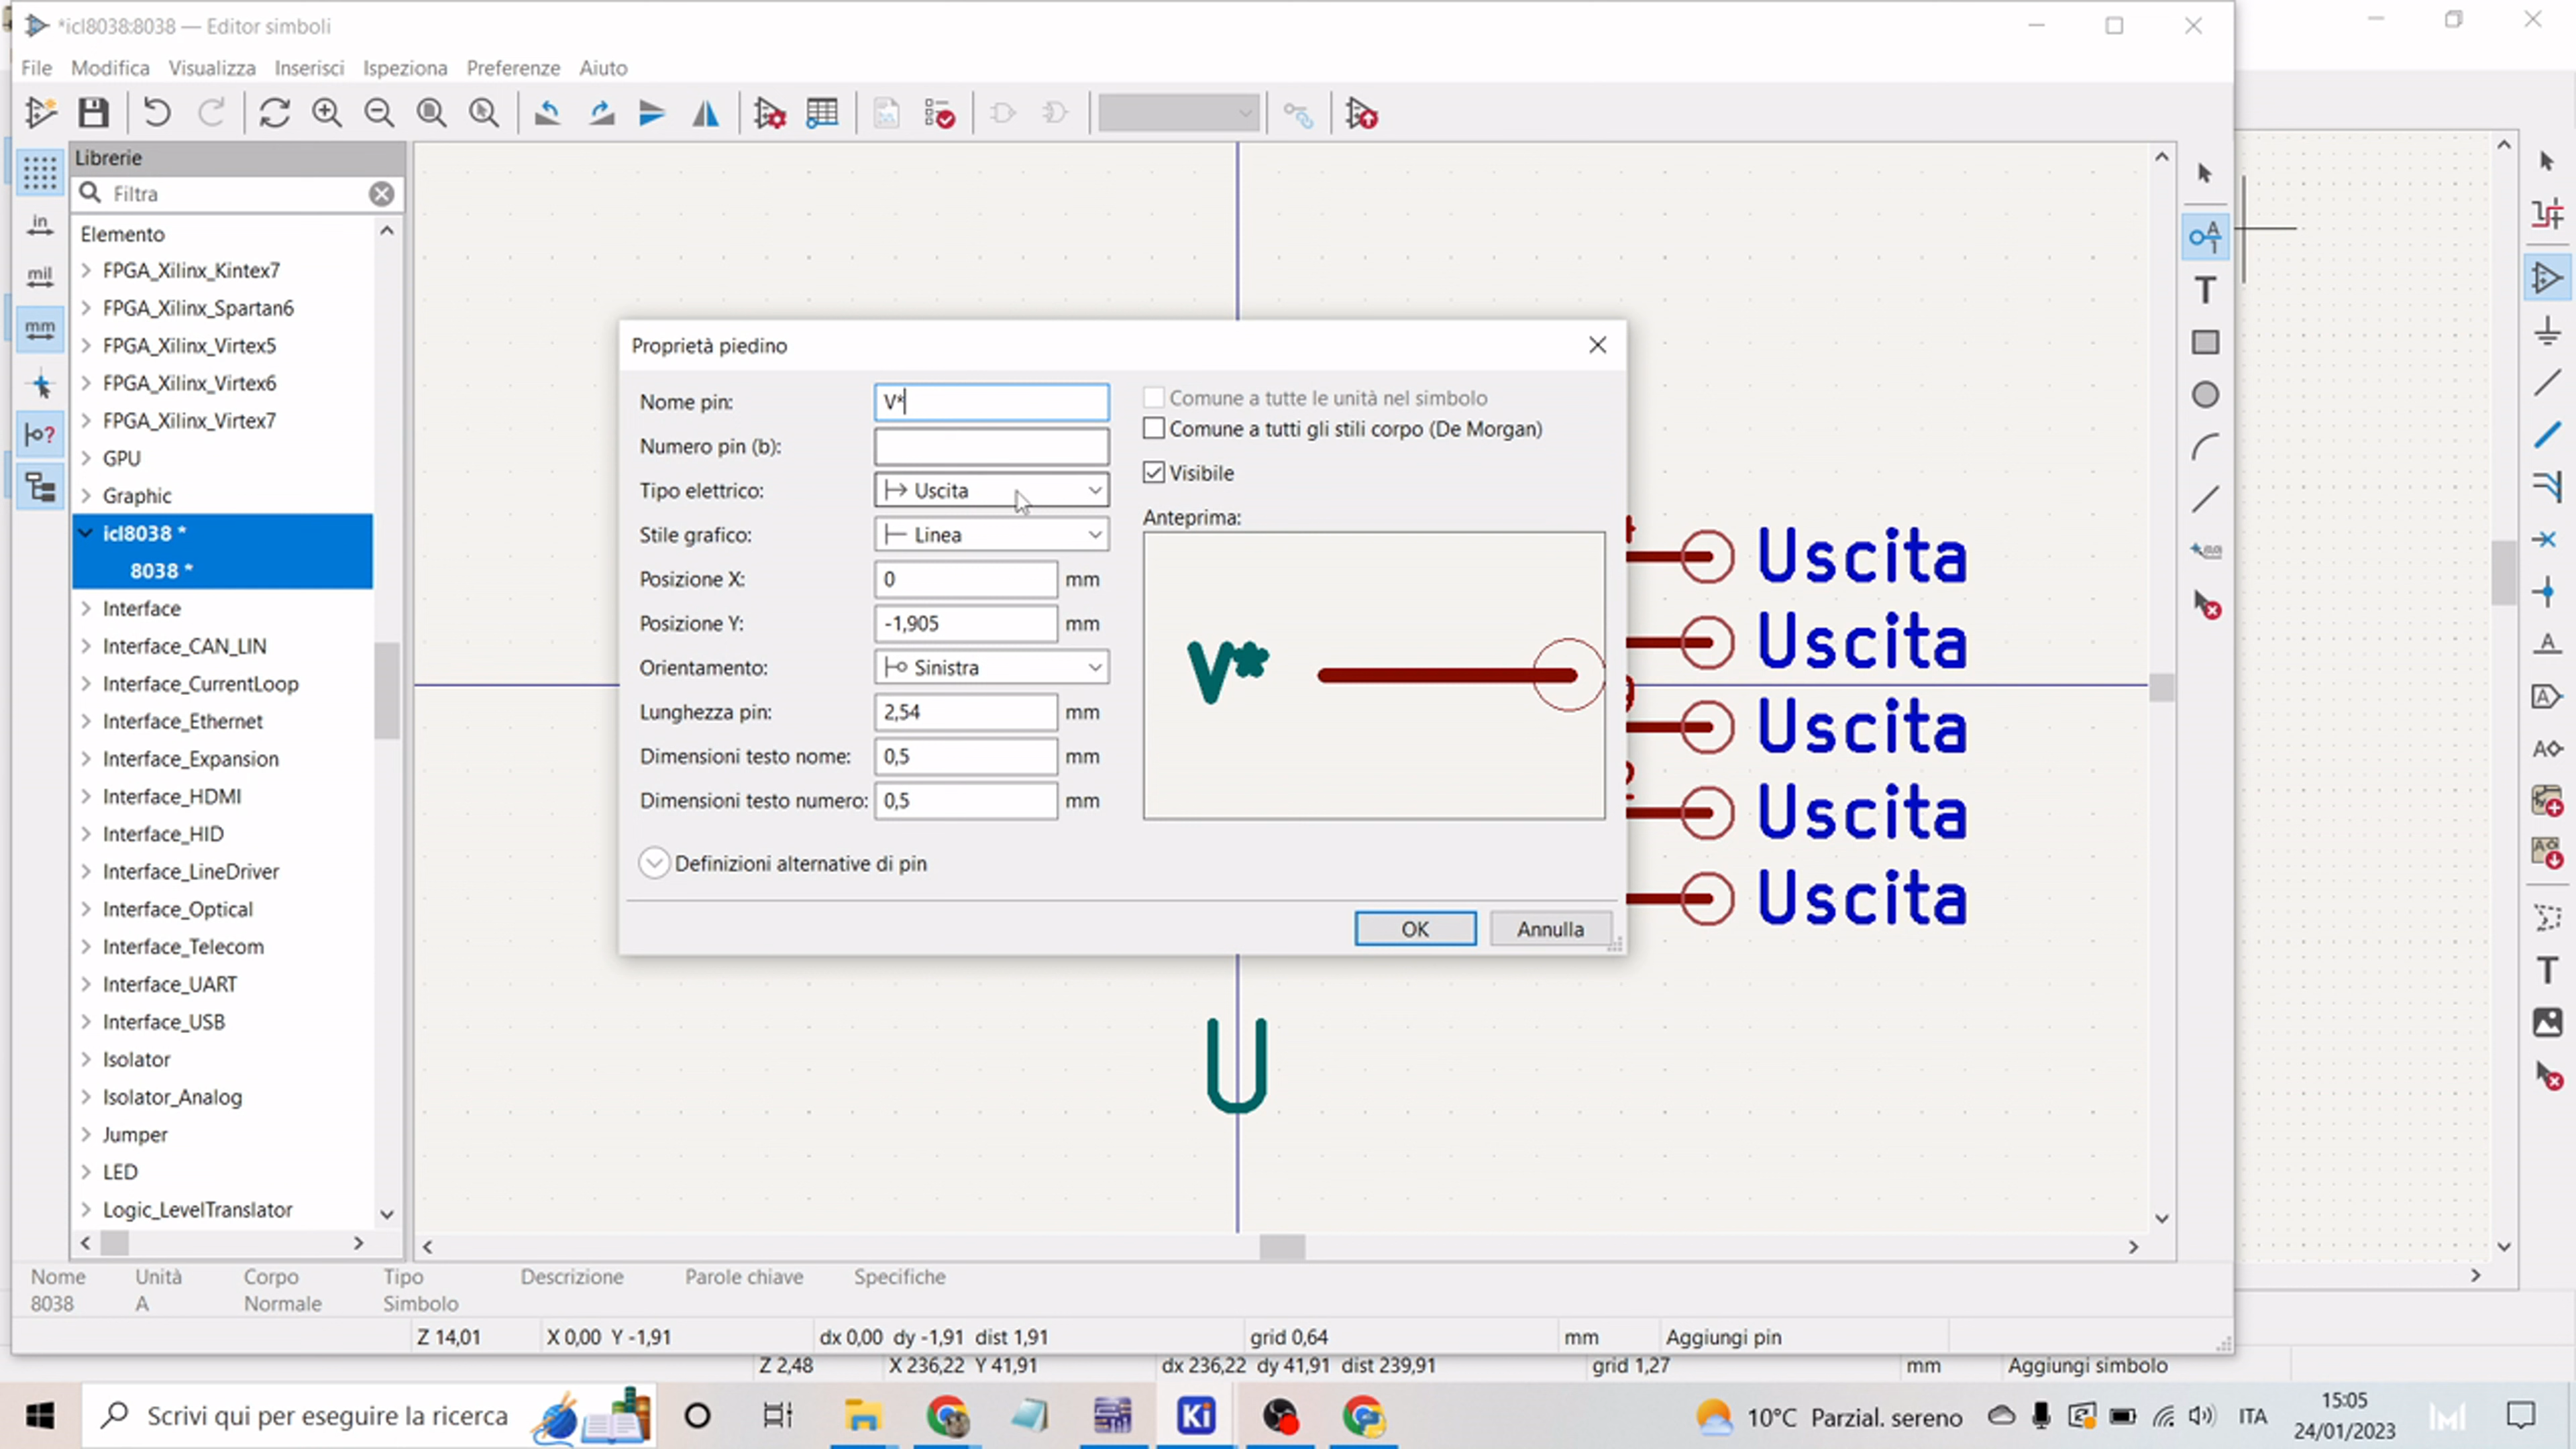 *icl8038:8038 — Editor simboli
File Modifica Visualizza Inserisci Ispeziona Preferenze Aiuto
Librerie
Filtra
in
mil
mm
Elemento
FPGA_Xilinx_Kintex7
FPGA_Xilinx_Spartan6
FPGA_Xilinx_Virtex5
FPGA_Xilinx_Virtex6
FPGA_Xilinx_Virtex7
GPU
Graphic
icl8038 *
8038 *
Interface
Interface_CAN_LIN
Interface_CurrentLoop
Interface_Ethernet
Interface_Expansion
Interface_HDMI
Interface_HID
Interface_LineDriver
Interface_Optical
Interface_Telecom
Interface_UART
Interface_USB
Isolator
Isolator_Analog
Jumper
LED
Logic_LevelTranslator
Proprietà piedino
Nome pin: V*
Numero pin (b):
Tipo elettrico: Uscita
Stile grafico: Linea
Posizione X: 0 mm
Posizione Y: -1,905 mm
Orientamento: Sinistra
Lunghezza pin: 2,54 mm
Dimensioni testo nome: 0,5 mm
Dimensioni testo numero: 0,5 mm
Definizioni alternative di pin
Comune a tutte le unità nel simbolo
Comune a tutti gli stili corpo (De Morgan)
Visibile
Anteprima:
V*
OK Annulla
Uscita
Uscita
Uscita
Uscita
Uscita
U
Nome Unità Corpo Tipo Descrizione Parole chiave Specifiche
8038 A Normale Simbolo
Z 14,01 X 0,00 Y -1,91 dx 0,00 dy -1,91 dist 1,91 grid 0,64 mm Aggiungi pin
Z 2,48 X 236,22 Y 41,91 dx 236,22 dy 41,91 dist 239,91 grid 1,27 mm Aggiungi simbolo
Scrivi qui per eseguire la ricerca
Ki
10°C Parzial. sereno
ITA
15:05
24/01/2023